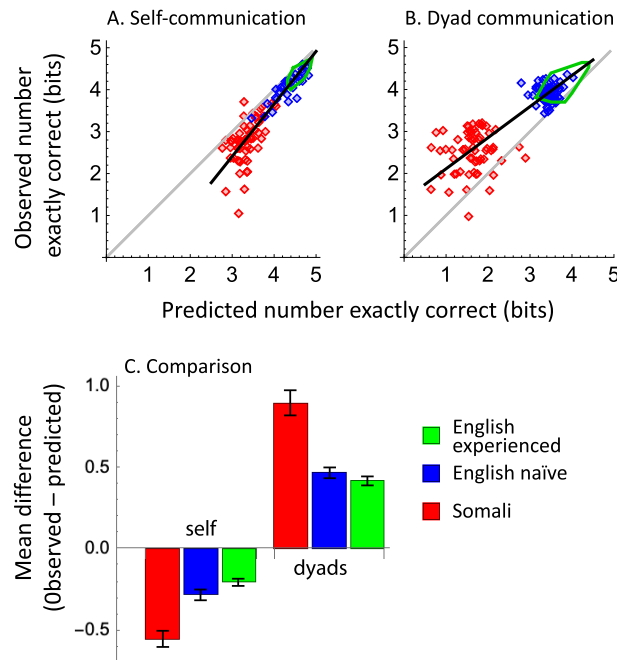 A. Self-communication
B. Dyad communication
Observed number
exactly correct (bits)
5
4
3
2
1
1 2 3 4 5
5
4
3
2
1
1 2 3 4 5
Predicted number exactly correct (bits)
C. Comparison
Mean difference
(0bserved – predicted)
1.0
0.5
0.0
−0.5
self
dyads
English
experienced
English naïve
Somali